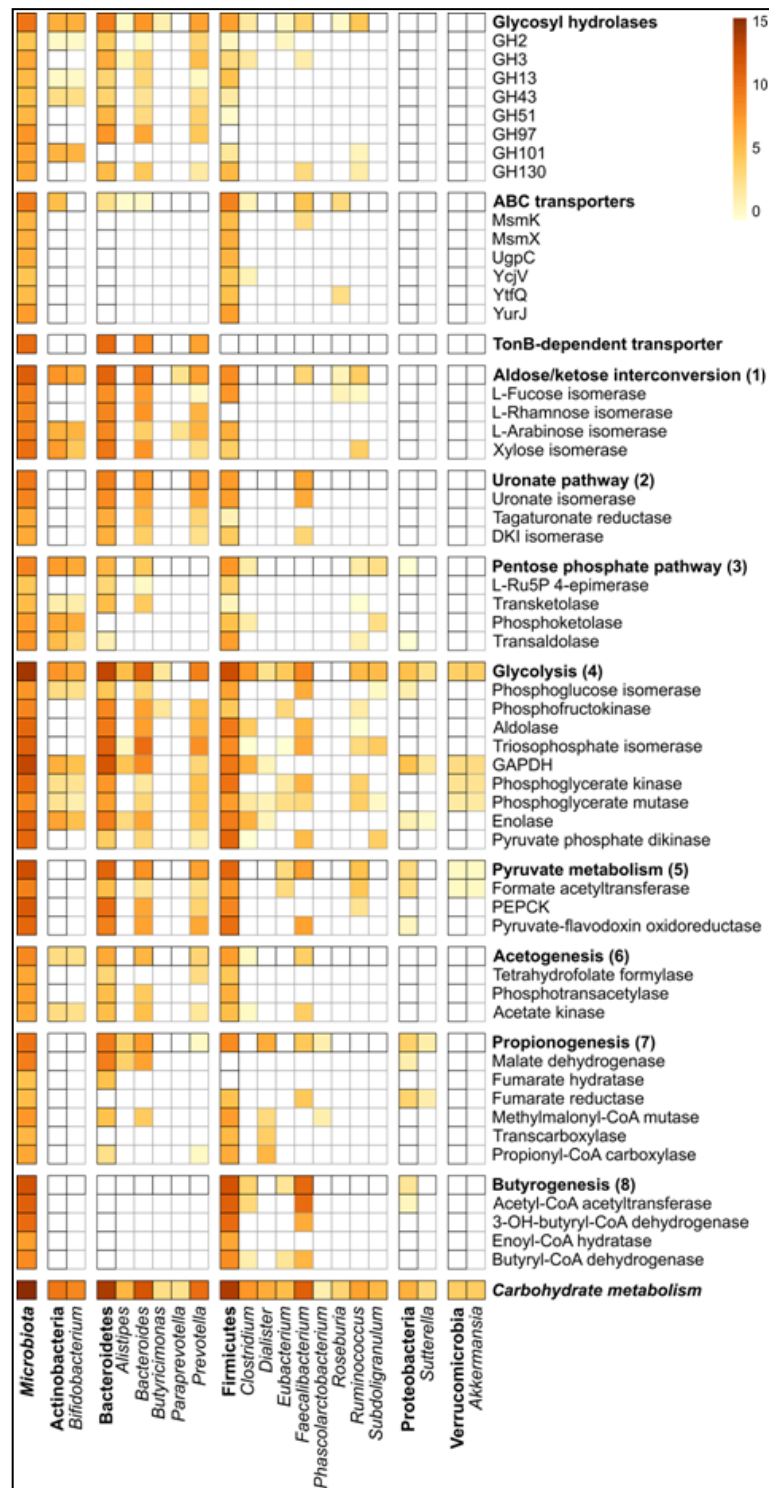 Glycosyl hydrolases
GH2
GH3
GH13
GH43
GH51
GH97
GH101
GH130
15
10
5
0
ABC transporters
MsmK
MsmX
UgpC
YcjV
YtfQ
YurJ
TonB-dependent transporter
Aldose/ketose interconversion (1)
L-Fucose isomerase
L-Rhamnose isomerase
L-Arabinose isomerase
Xylose isomerase
Uronate pathway (2)
Uronate isomerase
Tagaturonate reductase
DKI isomerase
Pentose phosphate pathway (3)
L-Ru5P 4-epimerase
Transketolase
Phosphoketolase
Transaldolase
Glycolysis (4)
Phosphoglucose isomerase
Phosphofructokinase
Aldolase
Triosophosphate isomerase
GAPDH
Phosphoglycerate kinase
Phosphoglycerate mutase
Enolase
Pyruvate phosphate dikinase
Pyruvate metabolism (5)
Formate acetyltransferase
PEPCK
Pyruvate-flavodoxin oxidoreductase
Acetogenesis (6)
Tetrahydrofolate formylase
Phosphotransacetylase
Acetate kinase
Propionogenesis (7)
Malate dehydrogenase
Fumarate hydratase
Fumarate reductase
Methylmalonyl-CoA mutase
Transcarboxylase
Propionyl-CoA carboxylase
Butyrogenesis (8)
Acetyl-CoA acetyltransferase
3-OH-butyryl-CoA dehydrogenase
Enoyl-CoA hydratase
Butyryl-CoA dehydrogenase
Carbohydrate metabolism
Microbiota
Actinobacteria
Bifidobacterium
Bacteroidetes
Alistipes
Bacteroides
Butyricimonas
Paraprevotella
Prevotella
Firmicutes
Clostridium
Dialister
Eubacterium
Faecalibacterium
Phascolarctobacterium
Roseburia
Ruminococcus
Subdoligranulum
Proteobacteria
Sutterella
Verrucomicrobia
Akkermansia